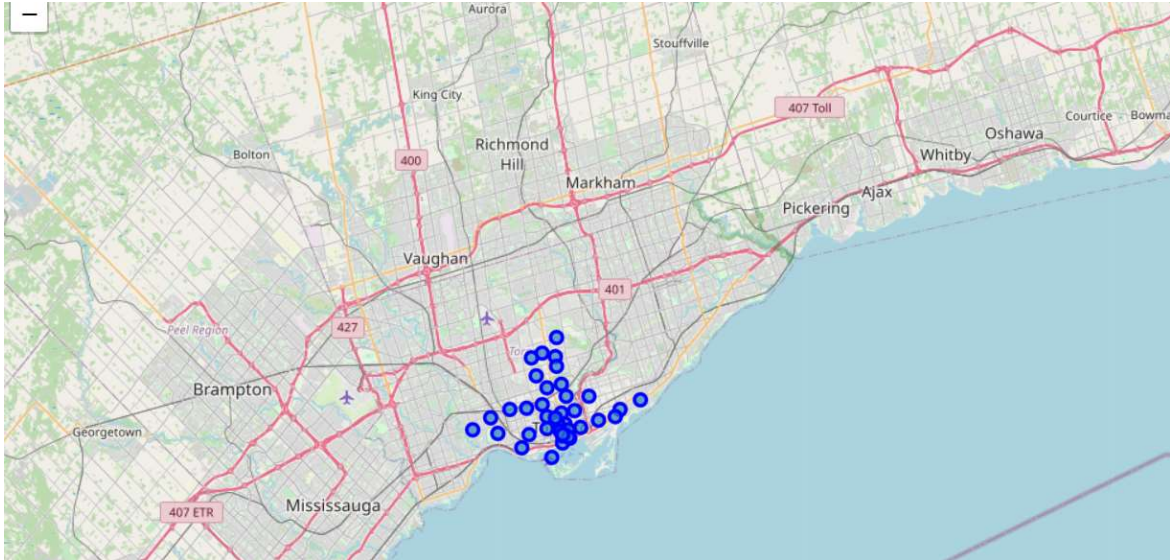 −
Aurora
Stouffville
King City
407 Toll
Courtice
Bowma
Oshawa
Richmond
Hill
Bolton
400
Whitby
Markham
Ajax
Pickering
Vaughan
401
427
Peel Region
Brampton
Georgetown
Mississauga
407 ETR